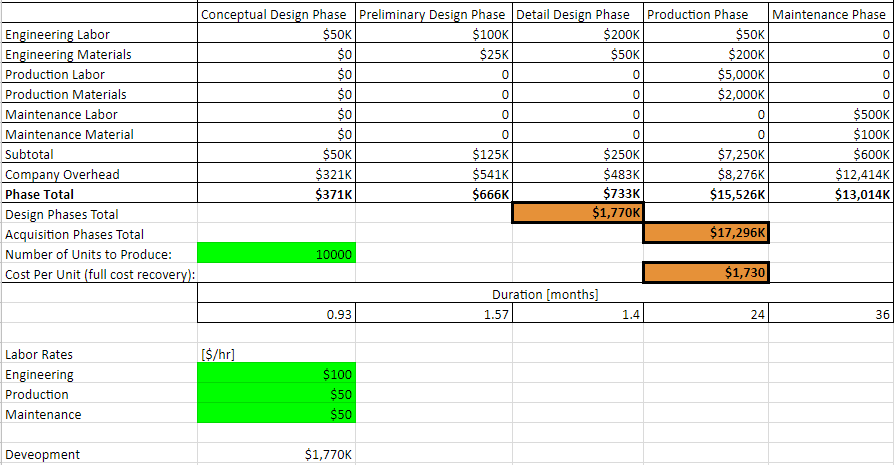 Conceptual Design Phase Preliminary Design Phase Detail Design Phase Production Phase Maintenance Phase
Engineering Labor $50K $100K $200K $50K 0
Engineering Materials $0 $25K $50K $200K 0
Production Labor $0 0 0 $5,000K 0
Production Materials $0 0 0 $2,000K 0
Maintenance Labor $0 0 0 0 $500K
Maintenance Material $0 0 0 0 $100K
Subtotal $50K $125K $250K $7,250K $600K
Company Overhead $321K $541K $483K $8,276K $12,414K
Phase Total $371K $666K $733K $15,526K $13,014K
Design Phases Total $1,770K
Acquisition Phases Total $17,296K
Number of Units to Produce: 10000
Cost Per Unit (full cost recovery): $1,730
Duration [months]
0.93 1.57 1.4 24 36
Labor Rates [$/hr]
Engineering $100
Production $50
Maintenance $50
Deveopment $1,770K